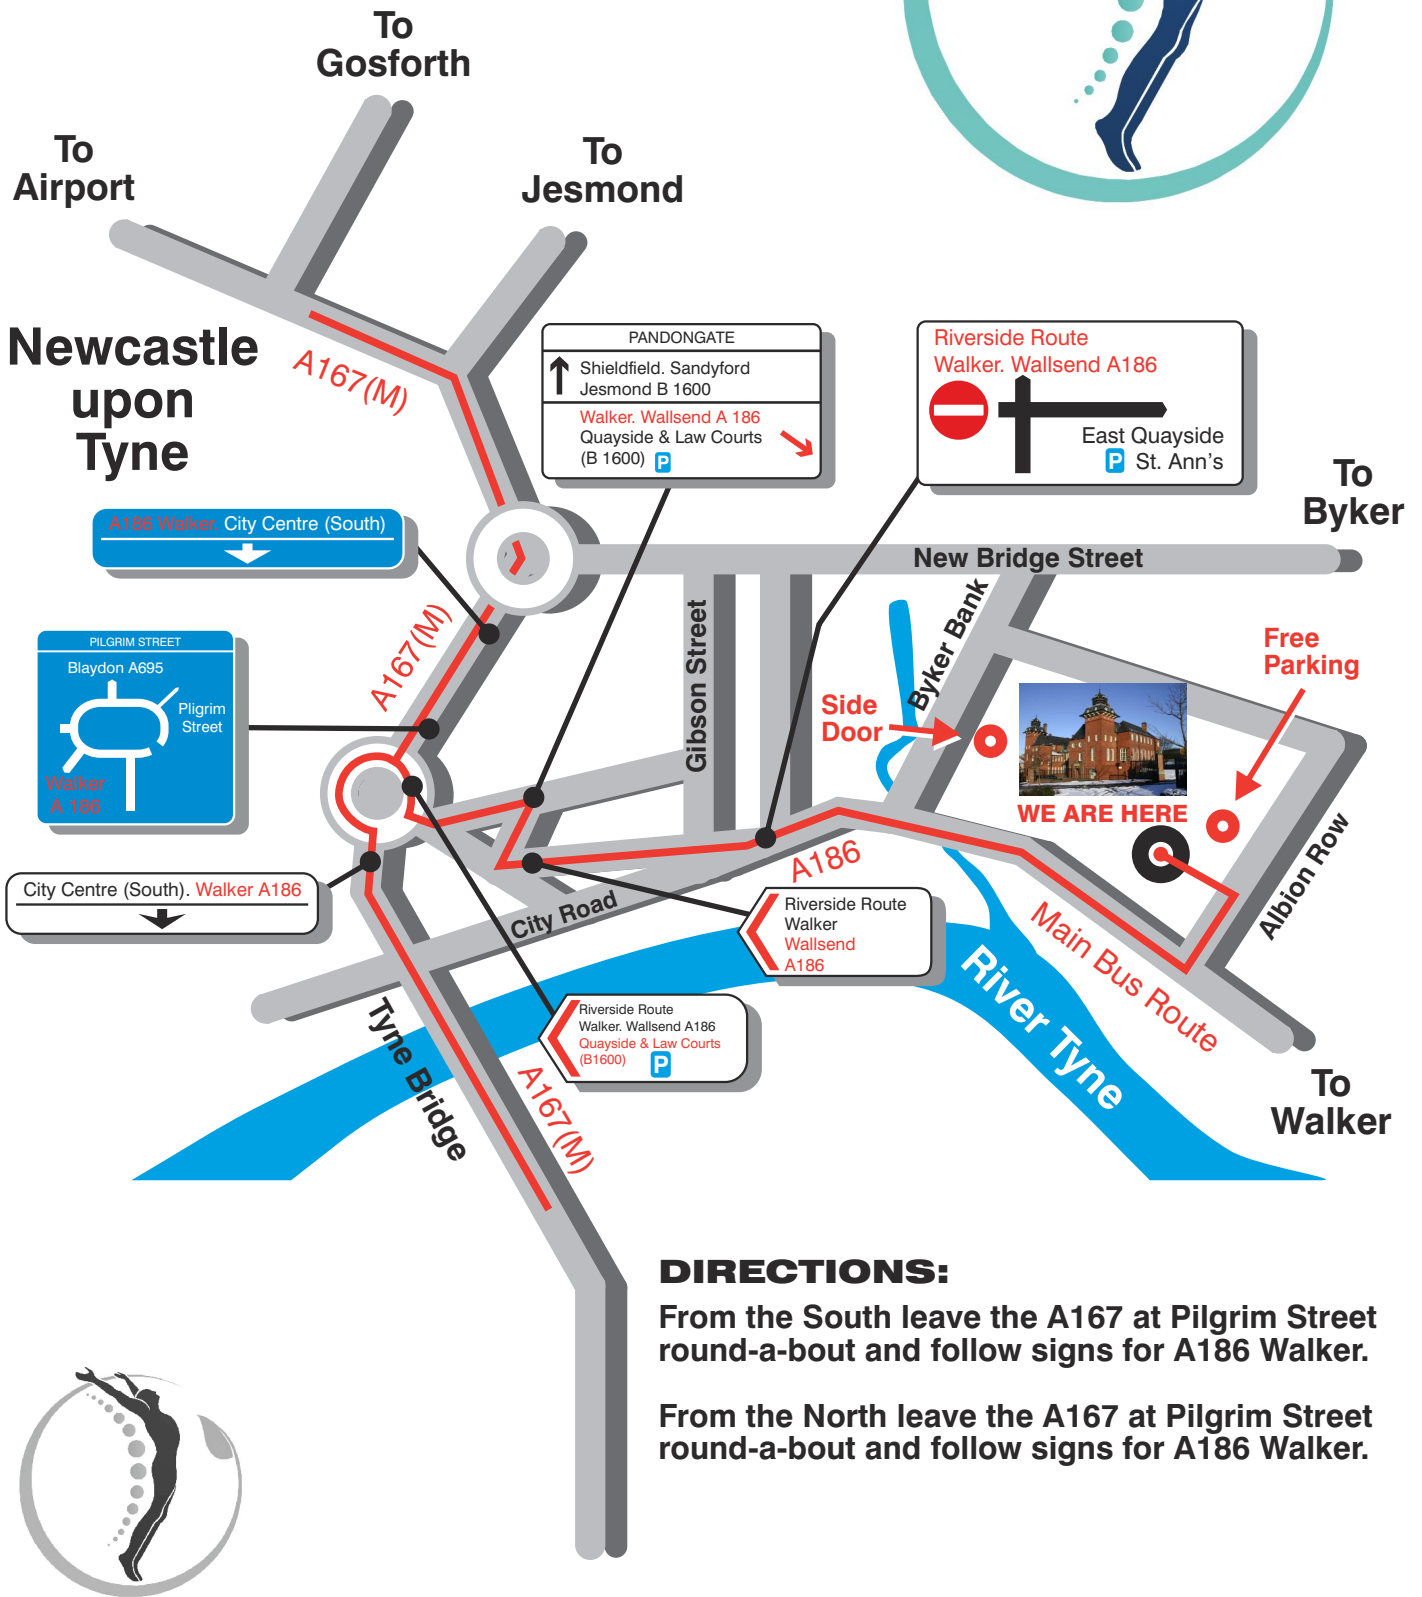 To
Gosforth
To
Airport
To
Jesmond
Newcastle
upon
Tyne
A167(M)
PANDONGATE
Shieldfield. Sandyford
Jesmond B 1600
Walker. Wallsend A 186
Quayside & Law Courts
(B 1600) P
Riverside Route
Walker. Wallsend A186
East Quayside
P St. Ann's
To
Byker
A186 Walker. City Centre (South)
New Bridge Street
A167(M)
Gibson Street
Byker Bank
PILGRIM STREET
Blaydon A695
Pligrim
Street
Walker
A 186
Free
Parking
Side
Door
WE ARE HERE
Albion Row
City Centre (South). Walker A186
A186
City Road
Riverside Route
Walker
Wallsend
A186
Main Bus Route
River Tyne
Riverside Route
Walker. Wallsend A186
Quayside & Law Courts
(B1600) P
Tyne Bridge
A167(M)
To
Walker
DIRECTIONS:
From the South leave the A167 at Pilgrim Street
round-a-bout and follow signs for A186 Walker.
From the North leave the A167 at Pilgrim Street
round-a-bout and follow signs for A186 Walker.